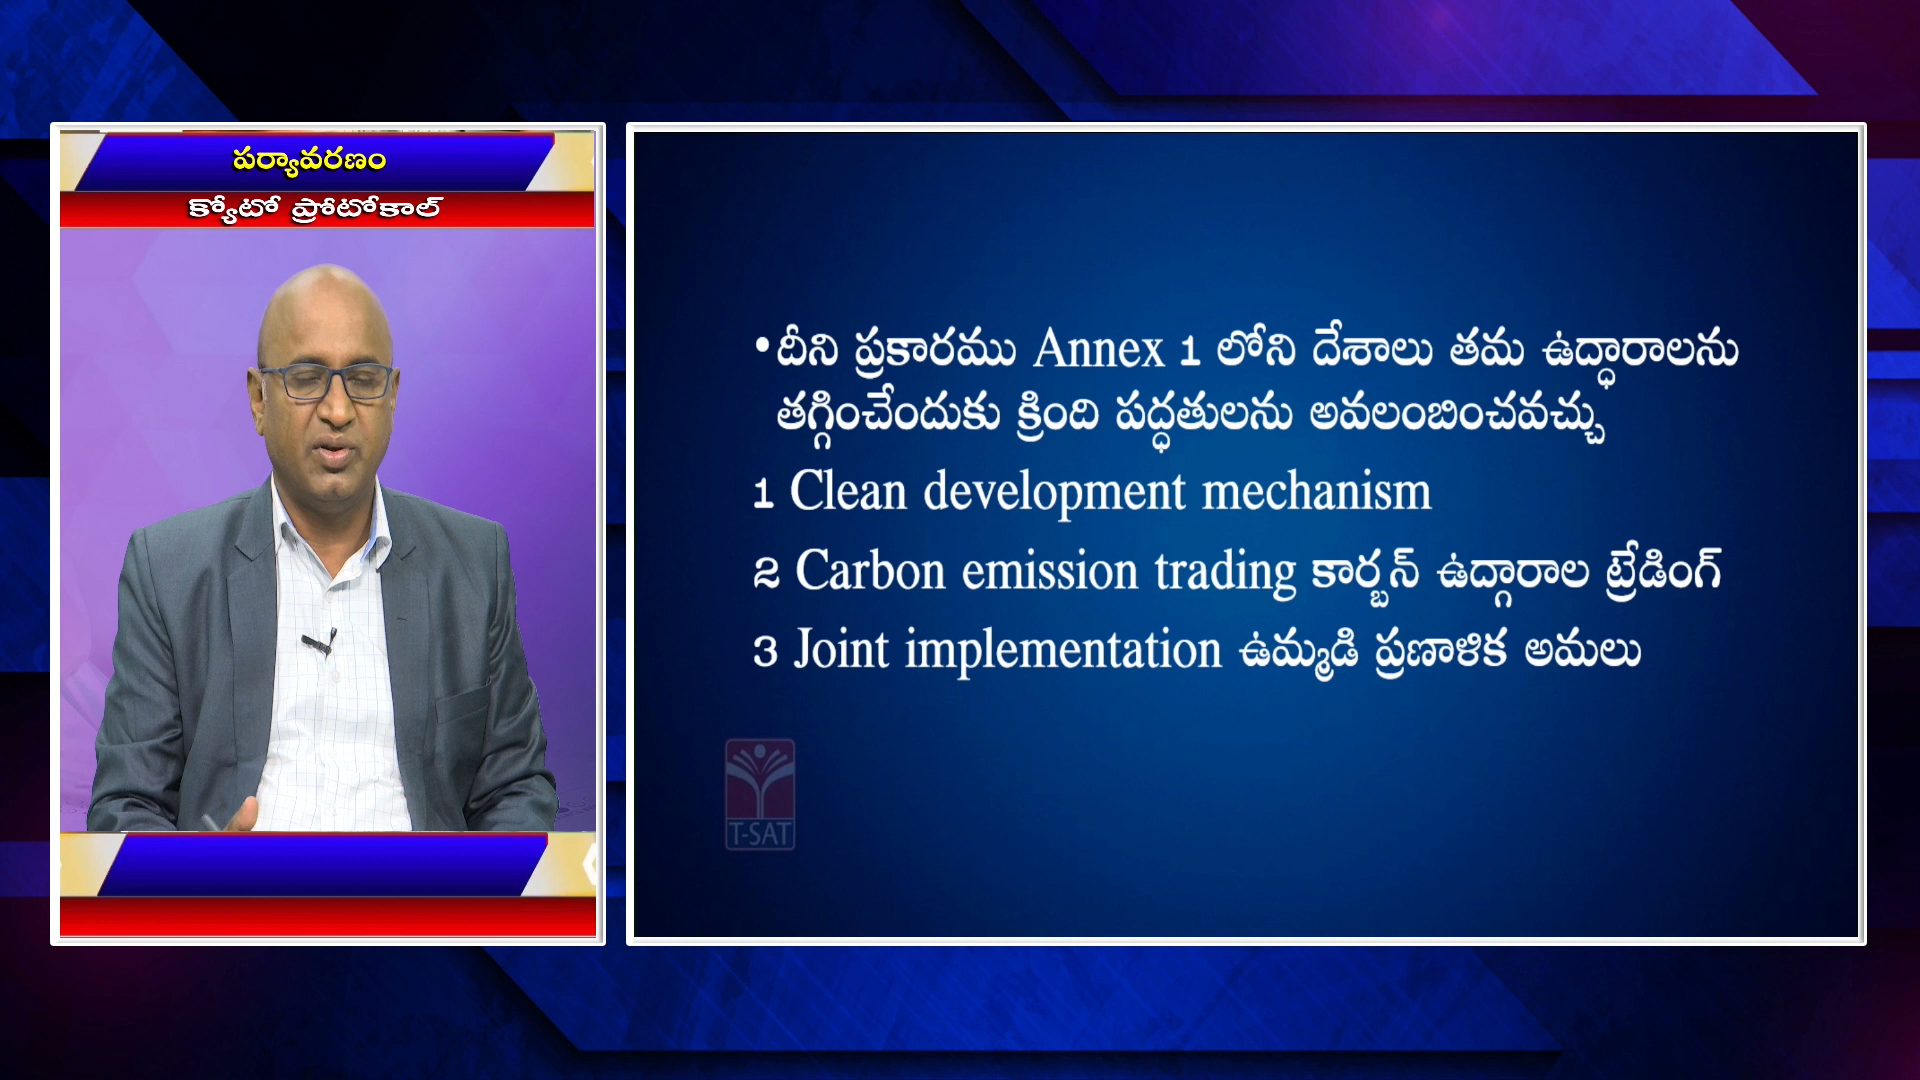 పర్యావరణం
క్యోటో ప్రోటోకాల్
•దీని ప్రకారము Annex 1 లోని దేశాలు తమ ఉద్ధారాలను
తగ్గించేందుకు క్రింది పద్ధతులను అవలంబించవచ్చు
1 Clean development mechanism
2 Carbon emission trading కార్బన్ ఉద్గారాల ట్రేడింగ్
3 Joint implementation ఉమ్మడి ప్రణాళిక అమలు
T-SAT